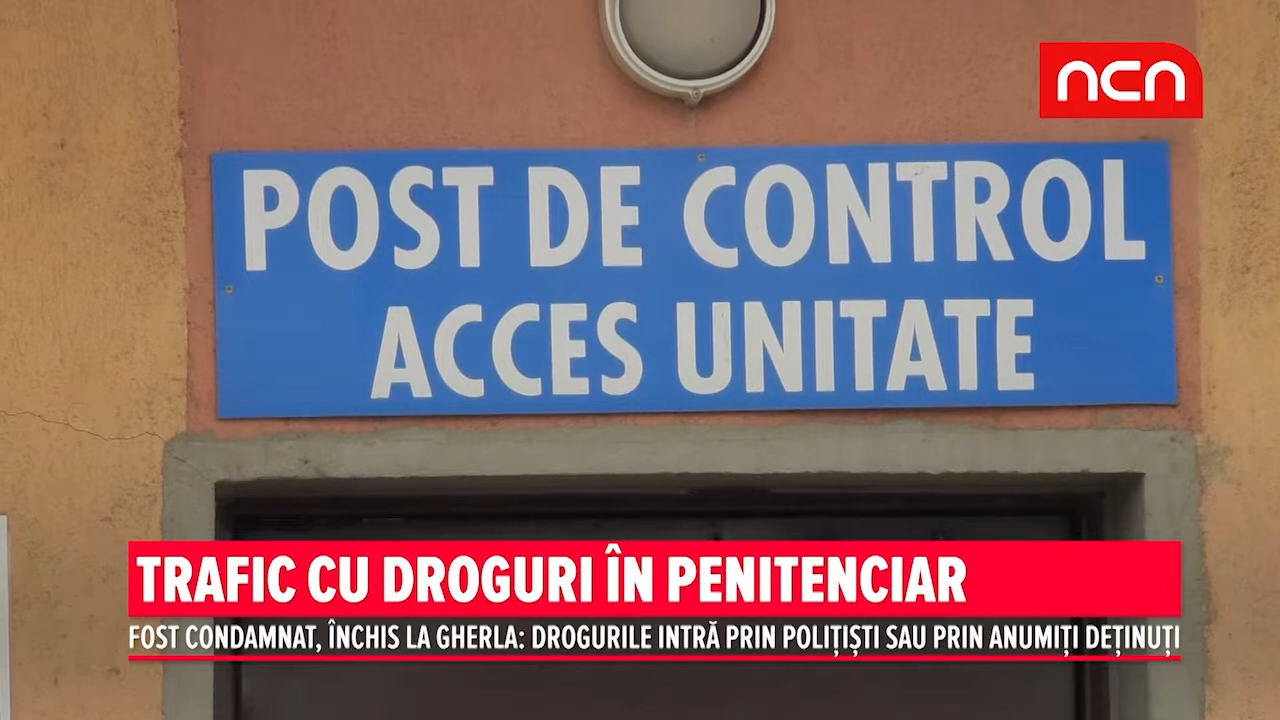 ncn
POST DE CONTROL
ACCES UNITATE
TRAFIC CU DROGURI ÎN PENITENCIAR
FOST CONDAMNAT, ÎNCHIS LA GHERLA: DROGURILE INTRĂ PRIN POLIȚIȘTI SAU PRIN ANUMIȚI DEȚINUȚI